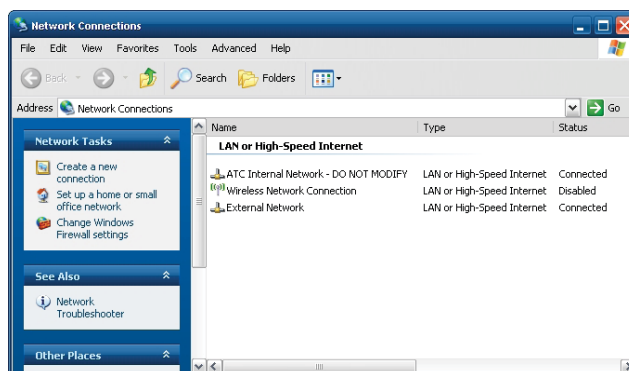 Network Connections
File Edit View Favorites Tools Advanced Help
Back Search Folders
Address Network Connections Go
Network Tasks
Create a new
connection
Set up a home or small
office network
Change Windows
Firewall settings
See Also
Network
Troubleshooter
Other Places
Name Type Status
LAN or High-Speed Internet
ATC Internal Network - DO NOT MODIFY LAN or High-Speed Internet Connected
Wireless Network Connection LAN or High-Speed Internet Disabled
External Network LAN or High-Speed Internet Connected